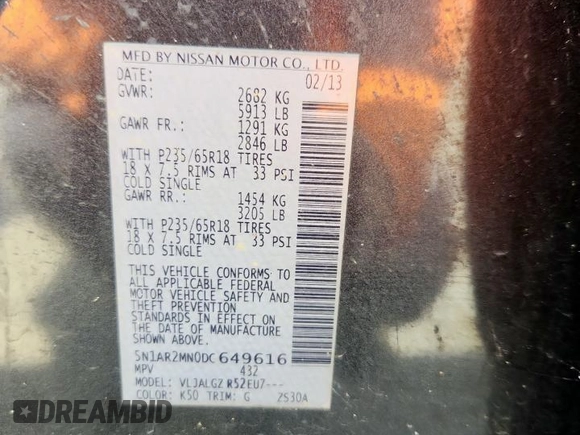 MFD BY NISSAN MOTOR CO., LTD.
DATE: 02/13
GVWR: 2682 KG
5913 LB
GAWR FR.: 1291 KG
2846 LB
WITH P235/65R18 TIRES
18 X 7.5 RIMS AT 33 PSI
COLD SINGLE
GAWR RR.: 1454 KG
3205 LB
WITH P235/65R18 TIRES
18 X 7.5 RIMS AT 33 PSI
COLD SINGLE
THIS VEHICLE CONFORMS TO
ALL APPLICABLE FEDERAL
MOTOR VEHICLE SAFETY AND
THEFT PREVENTION
STANDARDS IN EFFECT ON
THE DATE OF MANUFACTURE
SHOWN ABOVE.
5N1AR2MN0DC649616
MPV 432
MODEL: VLJALGZ R52EU7---
COLOR: K50 TRIM: G 2S30A
DREAMBID